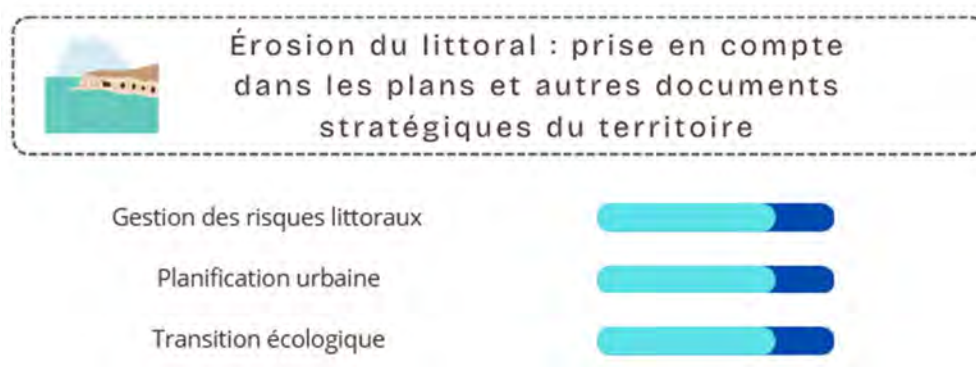 Érosion du littoral : prise en compte
dans les plans et autres documents
stratégiques du territoire
Gestion des risques littoraux
Planification urbaine
Transition écologique